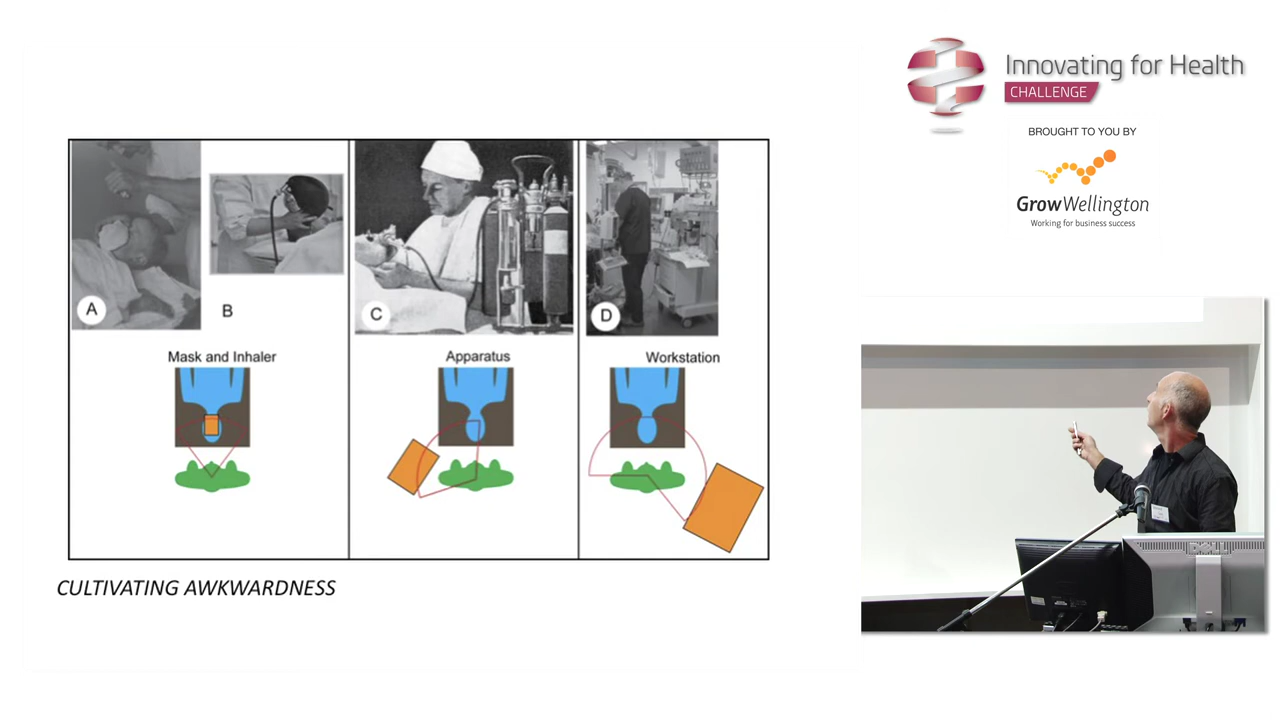 Innovating for Health
CHALLENGE
BROUGHT TO YOU BY
GrowWellington
Working for business success
A
B
C
D
Mask and Inhaler
Apparatus
Workstation
CULTIVATING AWKWARDNESS